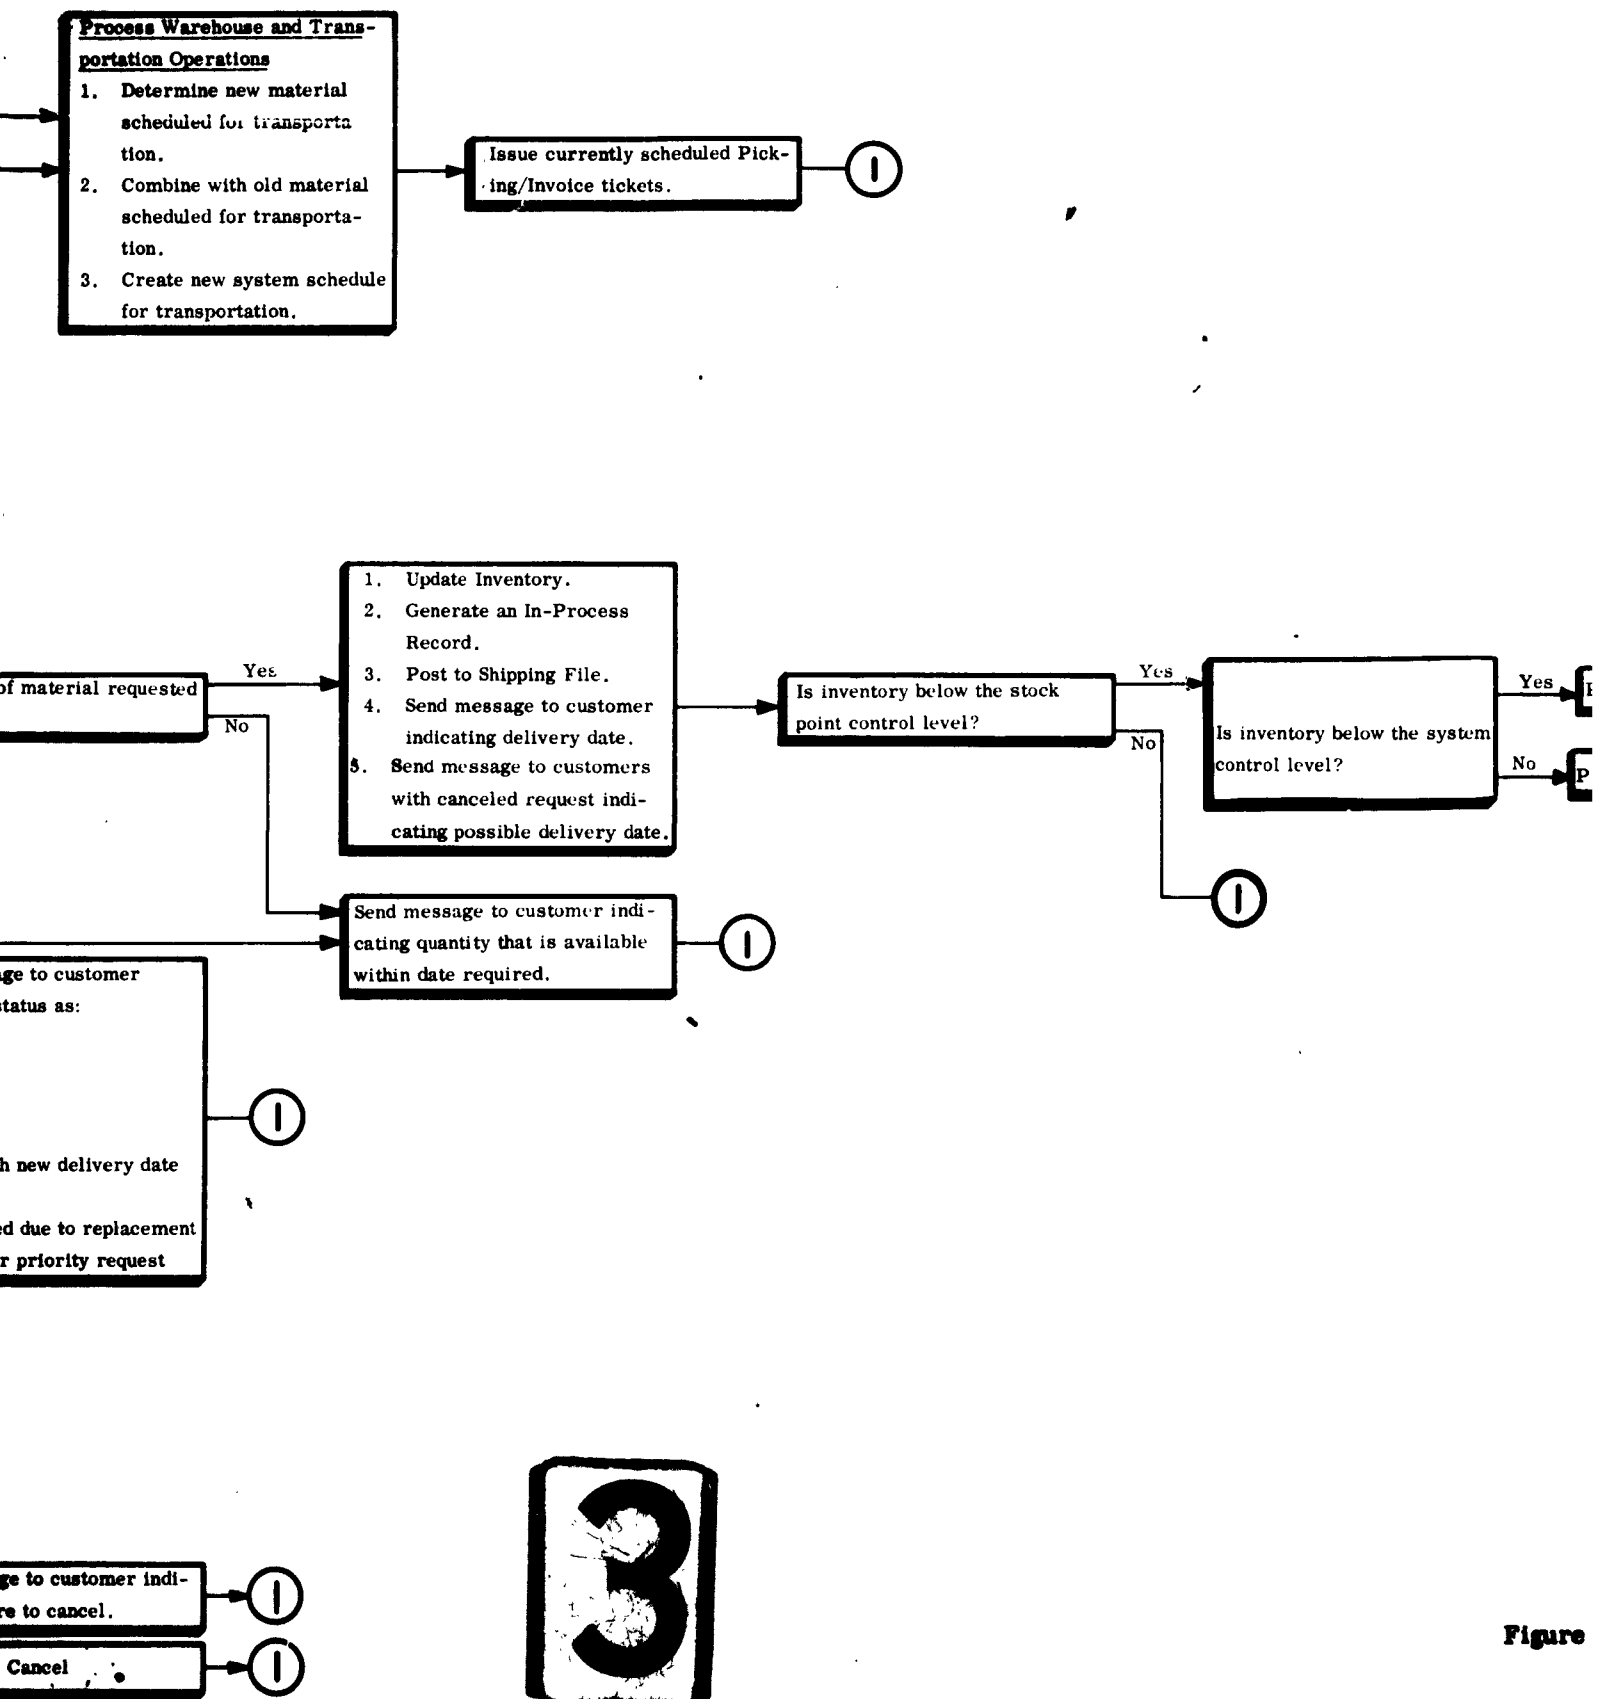 Process Warehouse and Trans-
portation Operations
1. Determine new material
scheduled for transporta
tion.
2. Combine with old material
scheduled for transporta-
tion.
3. Create new system schedule
for transportation.
Issue currently scheduled Pick-
ing/Invoice tickets.
1
of material requested
Yes
No
1. Update Inventory.
2. Generate an In-Process
Record.
3. Post to Shipping File.
4. Send message to customer
indicating delivery date.
5. Send message to customers
with canceled request indi-
cating possible delivery date.
Is inventory below the stock
point control level?
Yes
No
Is inventory below the system
control level?
Yes
No
P
1
Send message to customer indi-
cating quantity that is available
within date required.
1
ge to customer
status as:
h new delivery date
ed due to replacement
r priority request
1
ge to customer indi-
re to cancel.
1
Cancel
1
3
Figure